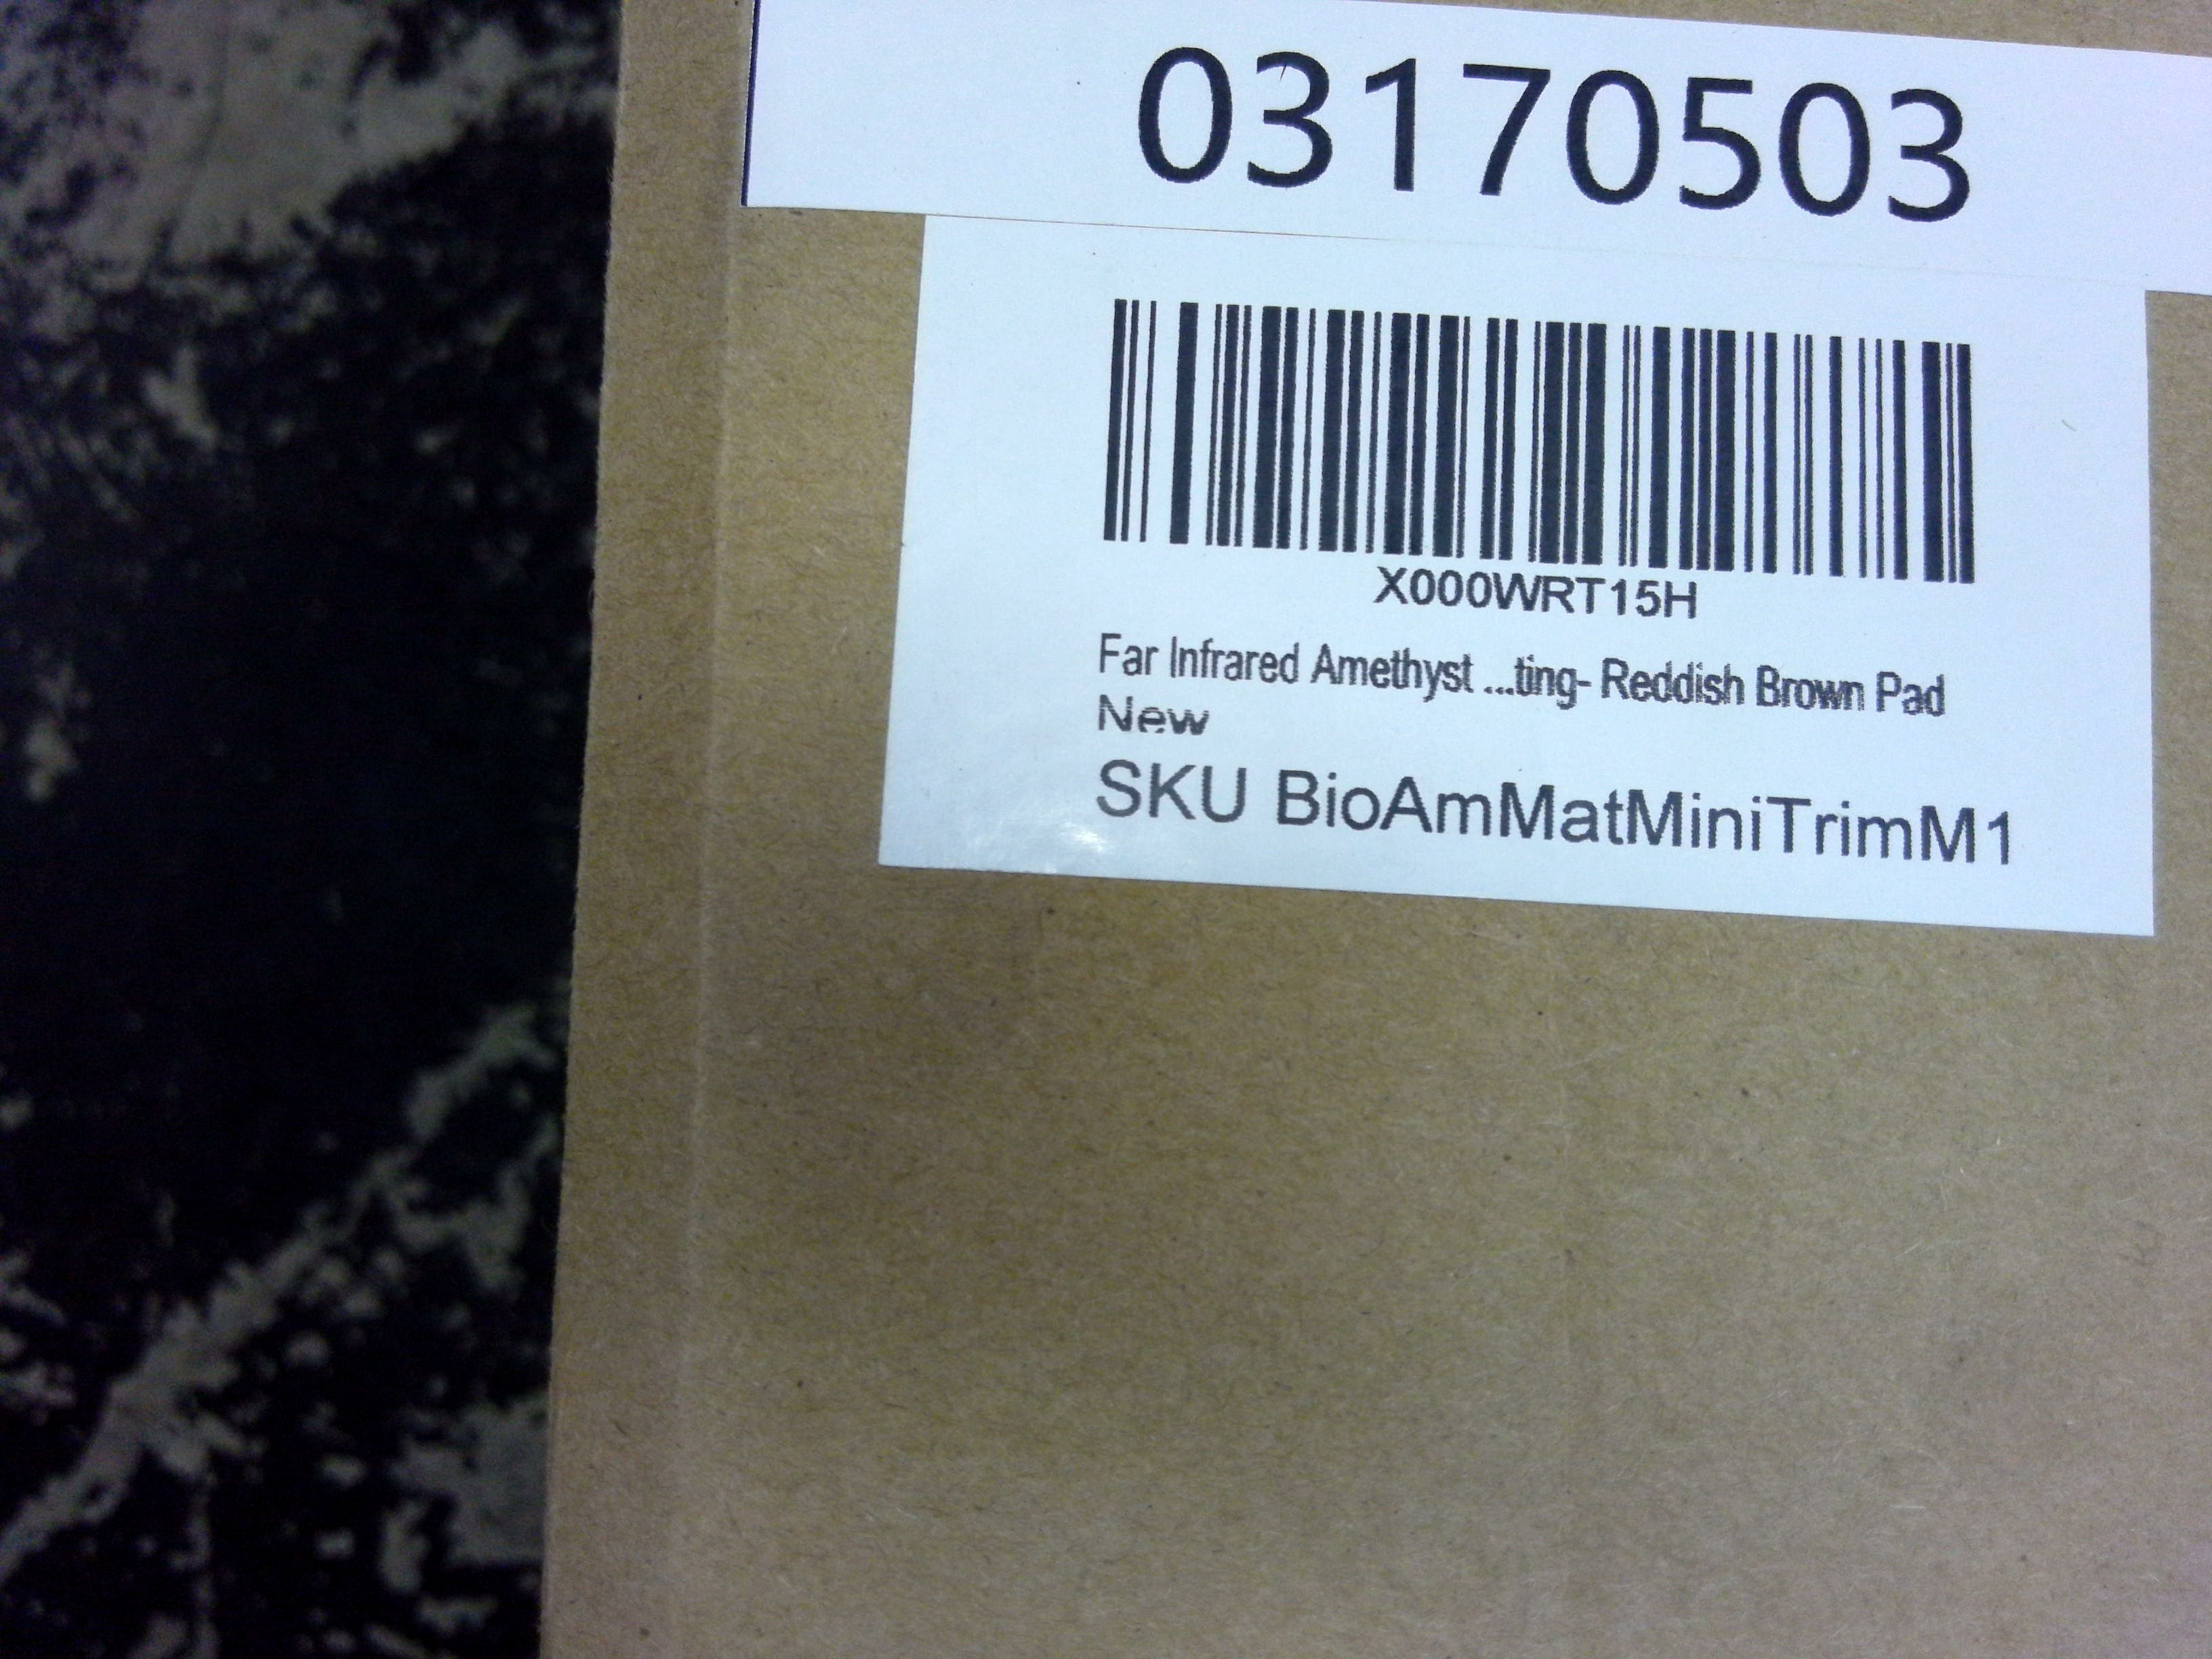 03170503
X000WRT15H
Far Infrared Amethyst ...ting- Reddish Brown Pad
New
SKU BioAmMatMiniTrimM1